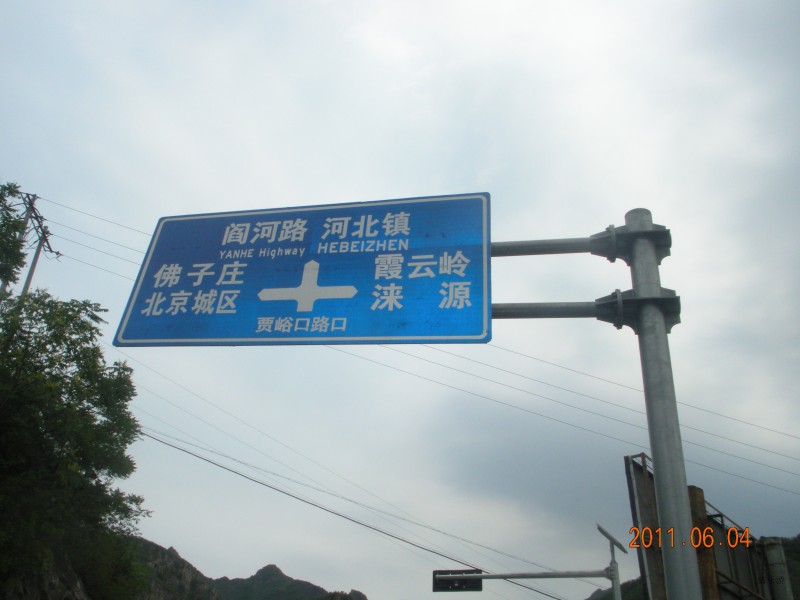 阎河路 河北镇
YANHE Highway HEBEIZHEN
佛子庄 霞云岭
北京城区 涞 源
贾峪口路口
2011.06.04